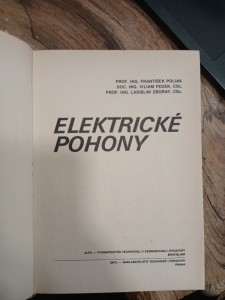 PROF. ING. FRANTIŠEK POLIAK
DOC. ING. VILIAM FEDÁK, CSc.
PROF. ING. LADISLAV ZBORAY, CSc.
ELEKTRICKÉ
POHONY
ALFA – VYDAVATEĽSTVO TECHNICKEJ A EKONOMICKEJ LITERATÚRY
BRATISLAVA
SNTL – NAKLADATELSTVÍ TECHNICKÉ LITERATURY
PRAHA